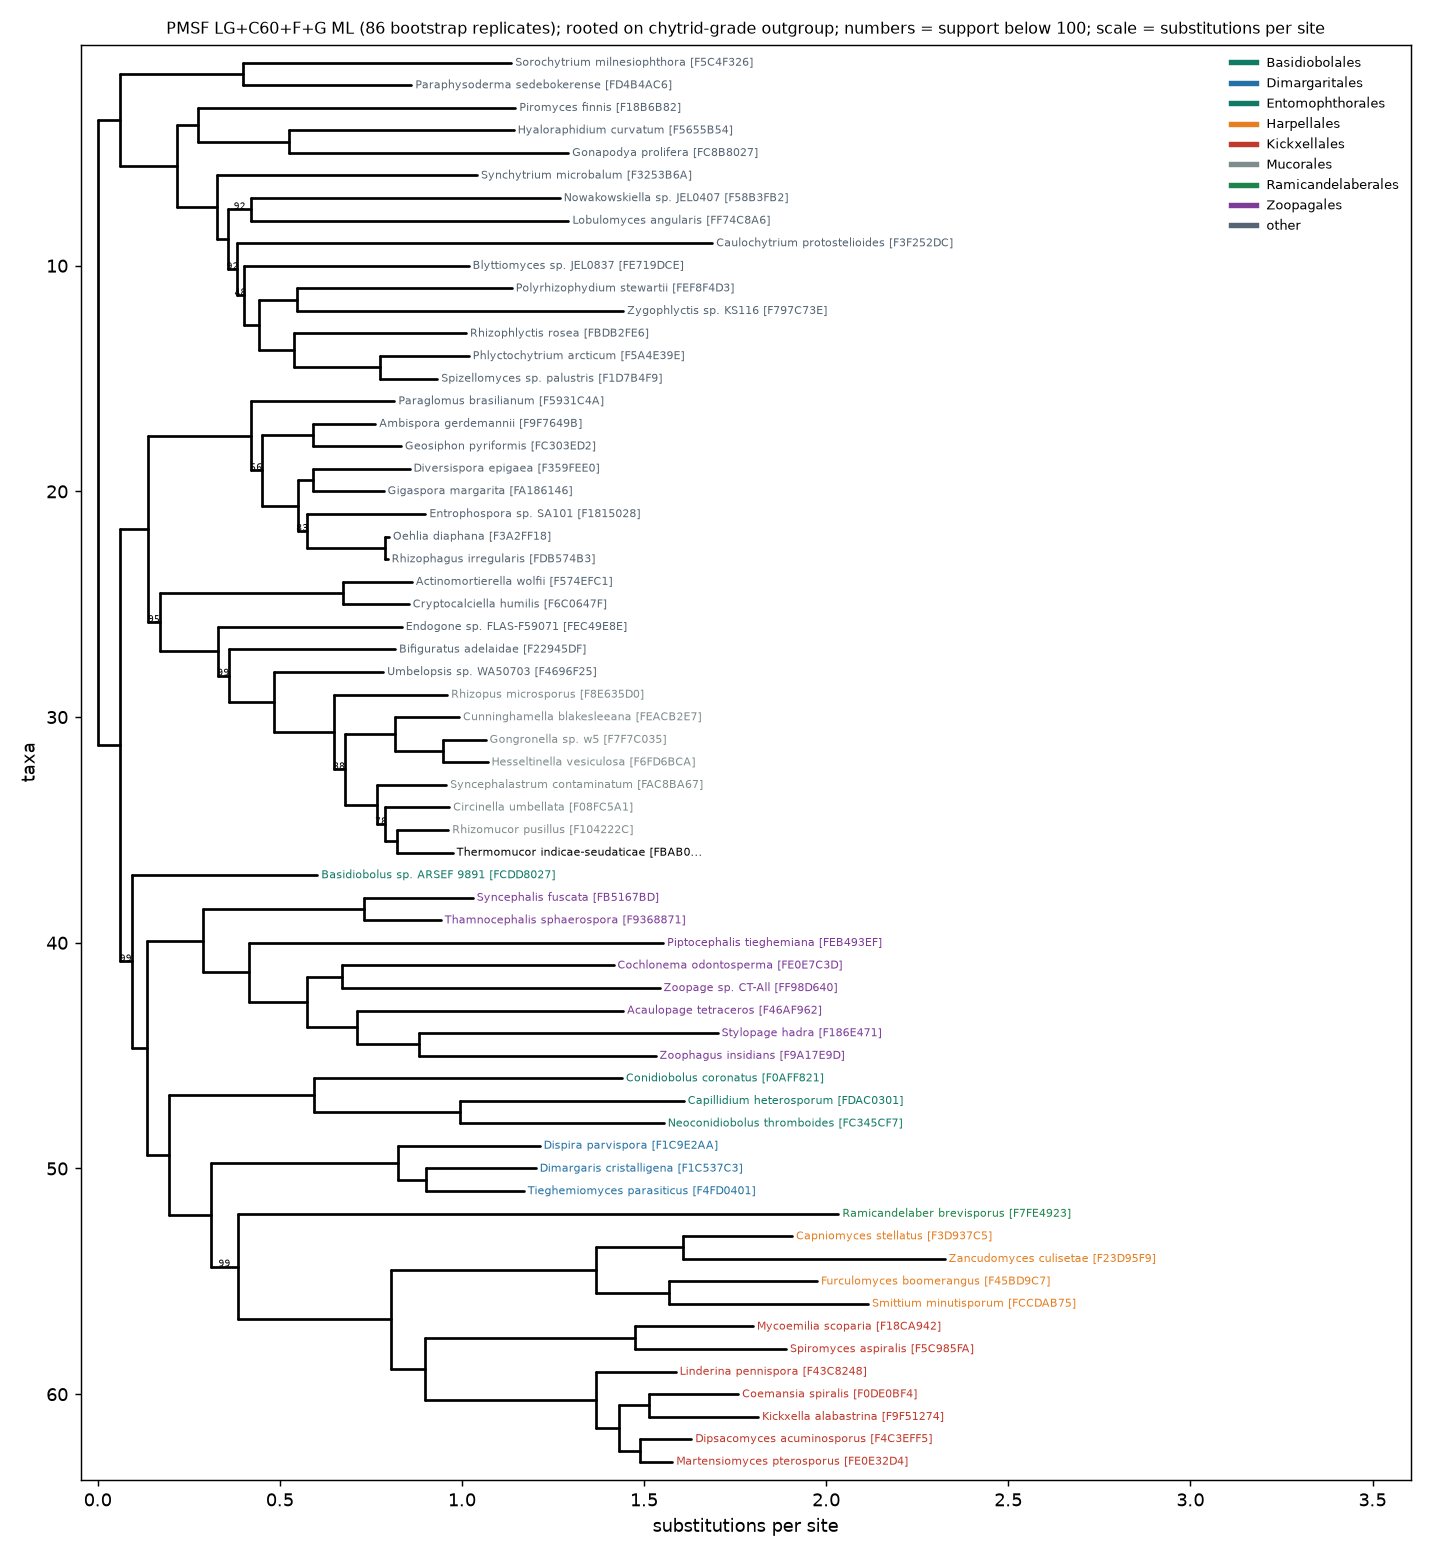 PMSF LG+C60+F+G ML (86 bootstrap replicates); rooted on chytrid-grade outgroup; numbers = support below 100; scale = substitutions per site
Basidiobolales
Dimargaritales
Entomophthorales
Harpellales
Kickxellales
Mucorales
Ramicandelaberales
Zoopagales
other
Sorochytrium milnesiophthora [F5C4F326]
Paraphysoderma sedebokerense [FD4B4AC6]
Piromyces finnis [F18B6B82]
Hyaloraphidium curvatum [F5655B54]
Gonapodya prolifera [FC8B8027]
Synchytrium microbalum [F3253B6A]
Nowakowskiella sp. JEL0407 [F58B3FB2]
92
Lobulomyces angularis [FF74C8A6]
Caulochytrium protostelioides [F3F252DC]
Blyttiomyces sp. JEL0837 [FE719DCE]
10
Polyrhizophydium stewartii [FEF8F4D3]
Zygophlyctis sp. KS116 [F797C73E]
Rhizophlyctis rosea [FBDB2FE6]
Phlyctochytrium arcticum [F5A4E39E]
Spizellomyces sp. palustris [F1D7B4F9]
Paraglomus brasilianum [F5931C4A]
Ambispora gerdemannii [F9F7649B]
Geosiphon pyriformis [FC303ED2]
Diversispora epigaea [F359FEE0]
Gigaspora margarita [FA186146]
20
Entrophospora sp. SA101 [F1815028]
Oehlia diaphana [F3A2FF18]
Rhizophagus irregularis [FDB574B3]
Actinomortierella wolfii [F574EFC1]
Cryptocalciella humilis [F6C0647F]
95
Endogone sp. FLAS-F59071 [FEC49E8E]
Bifiguratus adelaidae [F22945DF]
Umbelopsis sp. WA50703 [F4696F25]
99
Rhizopus microsporus [F8E635D0]
Cunninghamella blakesleeana [FEACB2E7]
30
Gongronella sp. w5 [F7F7C035]
Hesseltinella vesiculosa [F6FD6BCA]
Syncephalastrum contaminatum [FAC8BA67]
Circinella umbellata [F08FC5A1]
Rhizomucor pusillus [F104222C]
Thermomucor indicae-seudaticae [FBAB0…
Basidiobolus sp. ARSEF 9891 [FCDD8027]
Syncephalis fuscata [FB5167BD]
Thamnocephalis sphaerospora [F9368871]
Piptocephalis tieghemiana [FEB493EF]
40
99
Cochlonema odontosperma [FE0E7C3D]
Zoopage sp. CT-All [FF98D640]
Acaulopage tetraceros [F46AF962]
Stylopage hadra [F186E471]
Zoophagus insidians [F9A17E9D]
Conidiobolus coronatus [F0AFF821]
Capillidium heterosporum [FDAC0301]
Neoconidiobolus thromboides [FC345CF7]
Dispira parvispora [F1C9E2AA]
Dimargaris cristalligena [F1C537C3]
50
Tieghemiomyces parasiticus [F4FD0401]
Ramicandelaber brevisporus [F7FE4923]
Capniomyces stellatus [F3D937C5]
Zancudomyces culisetae [F23D95F9]
99
Furculomyces boomerangus [F45BD9C7]
Smittium minutisporum [FCCDAB75]
Mycoemilia scoparia [F18CA942]
Spiromyces aspiralis [F5C985FA]
Linderina pennispora [F43C8248]
Coemansia spiralis [F0DE0BF4]
60
Kickxella alabastrina [F9F51274]
Dipsacomyces acuminosporus [F4C3EFF5]
Martensiomyces pterosporus [FE0E32D4]
taxa
0.0 0.5 1.0 1.5 2.0 2.5 3.0 3.5
substitutions per site